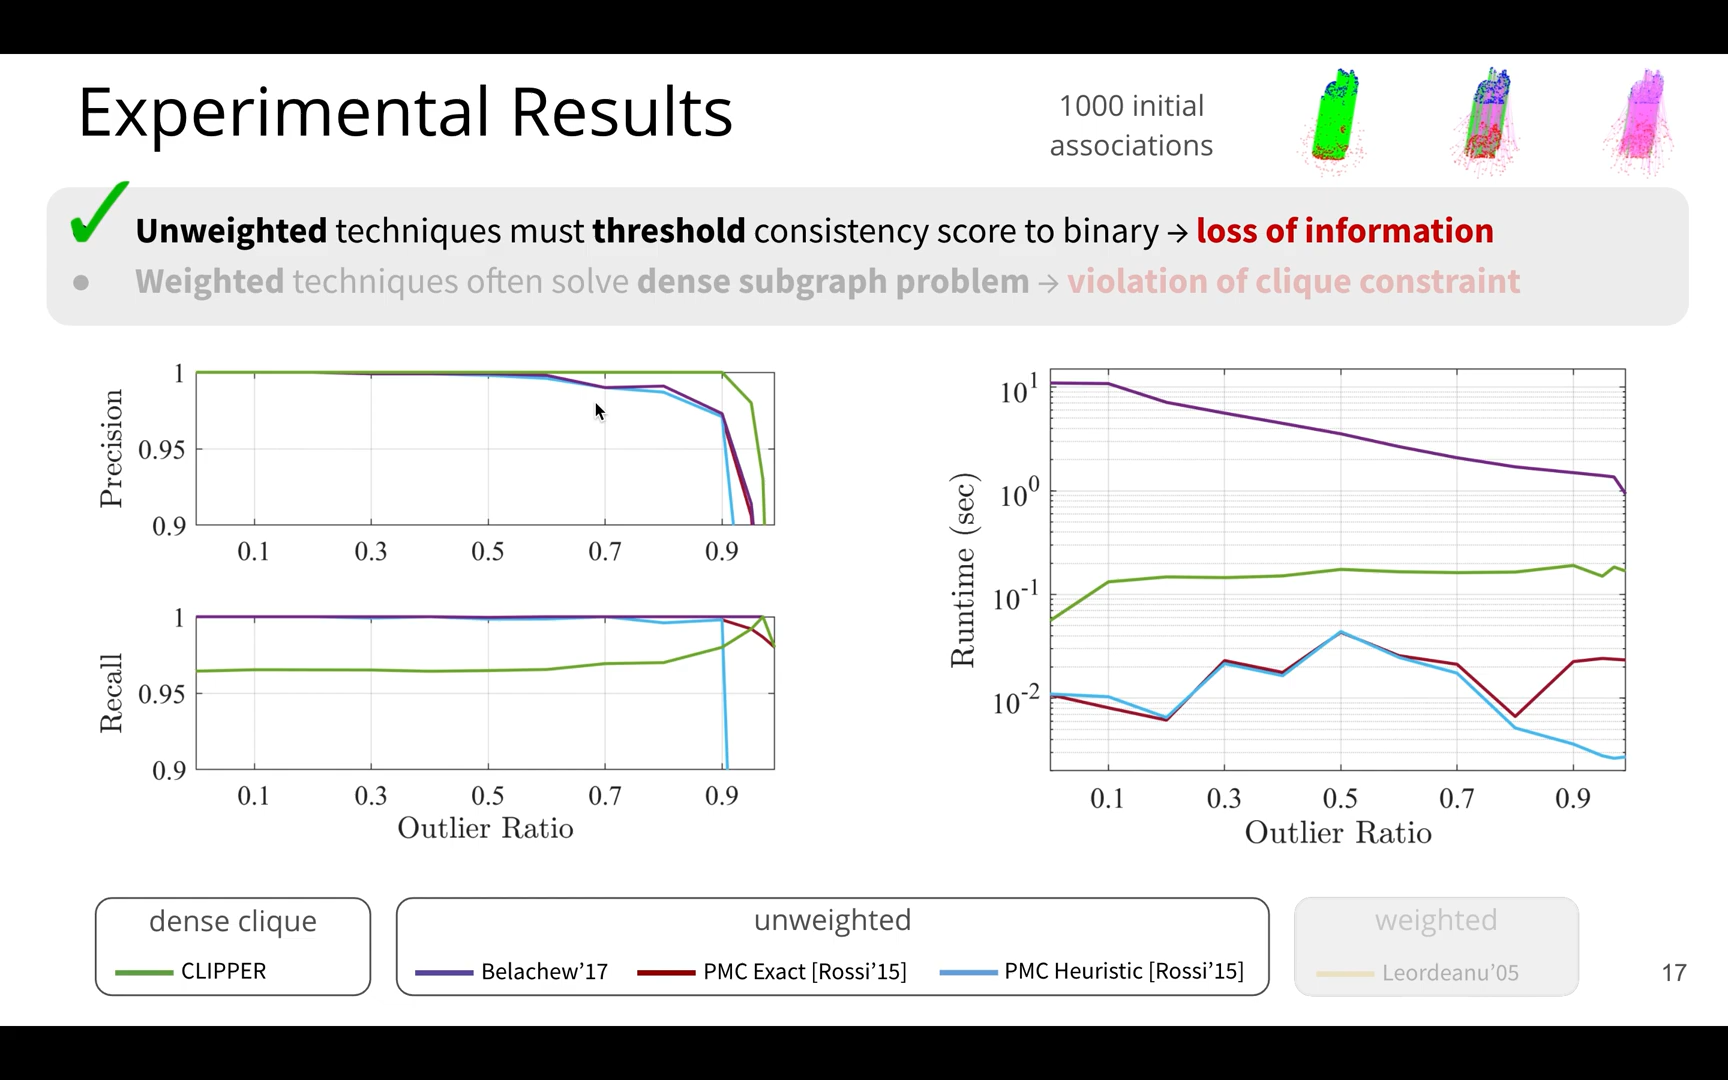 Experimental Results
1000 initial
associations
Unweighted techniques must threshold consistency score to binary → loss of information
● Weighted techniques often solve dense subgraph problem → violation of clique constraint
Precision
1
0.95
0.9
0.1 0.3 0.5 0.7 0.9
Recall
1
0.95
0.9
0.1 0.3 0.5 0.7 0.9
Outlier Ratio
Runtime (sec)
10^1
10^0
10^-1
10^-2
0.1 0.3 0.5 0.7 0.9
Outlier Ratio
dense clique
CLIPPER
unweighted
Belachew’17 PMC Exact [Rossi’15] PMC Heuristic [Rossi’15]
weighted
Leordeanu’05
17